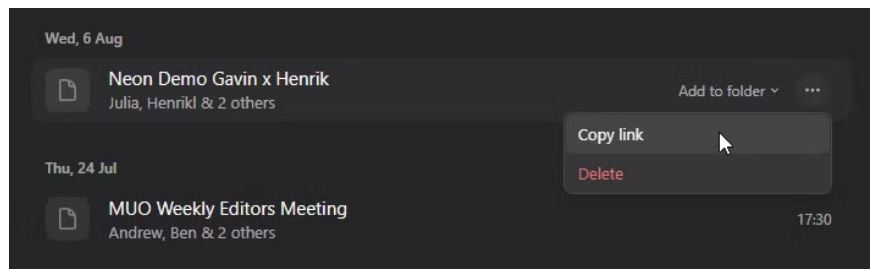 Wed, 6 Aug
Neon Demo Gavin x Henrik
Julia, Henrikl & 2 others
Add to folder
Copy link
Delete
Thu, 24 Jul
MUO Weekly Editors Meeting
Andrew, Ben & 2 others
17:30